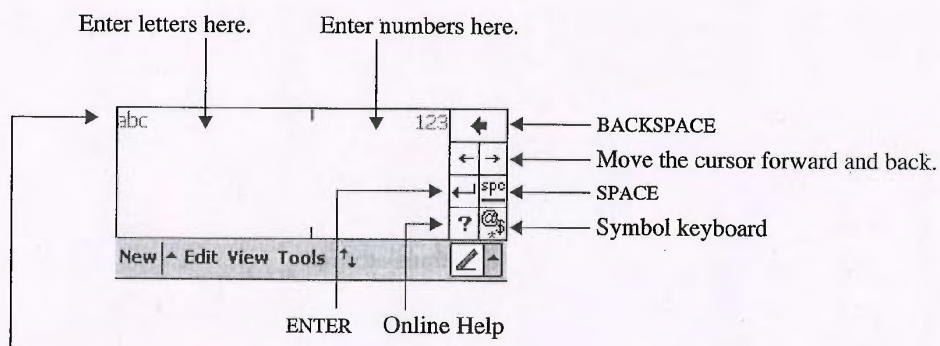 Enter letters here. Enter numbers here.
abc 123
BACKSPACE
Move the cursor forward and back.
spc SPACE
? @$* Symbol keyboard
New Edit View Tools
ENTER Online Help